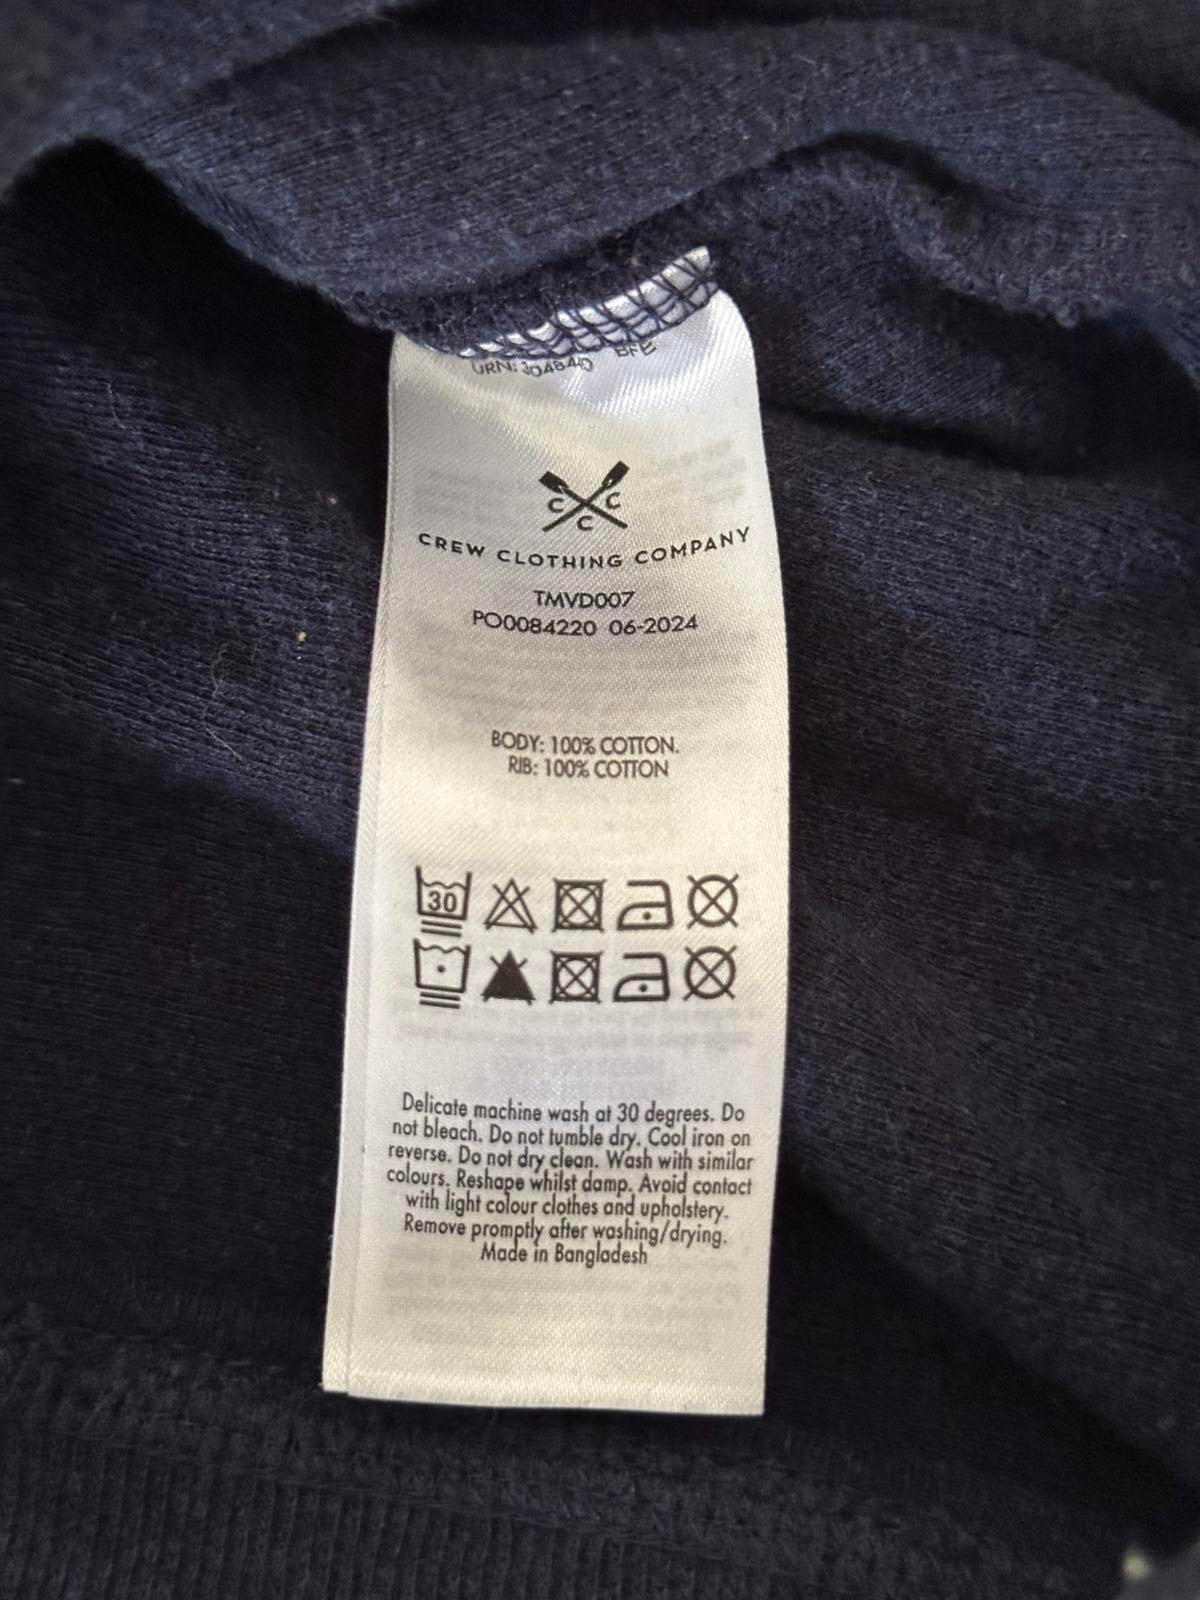 URN: 304840 BFB
C C
C
CREW CLOTHING COMPANY
TMVD007
PO0084220 06-2024
BODY: 100% COTTON.
RIB: 100% COTTON
30
Delicate machine wash at 30 degrees. Do
not bleach. Do not tumble dry. Cool iron on
reverse. Do not dry clean. Wash with similar
colours. Reshape whilst damp. Avoid contact
with light colour clothes and upholstery.
Remove promptly after washing/drying.
Made in Bangladesh